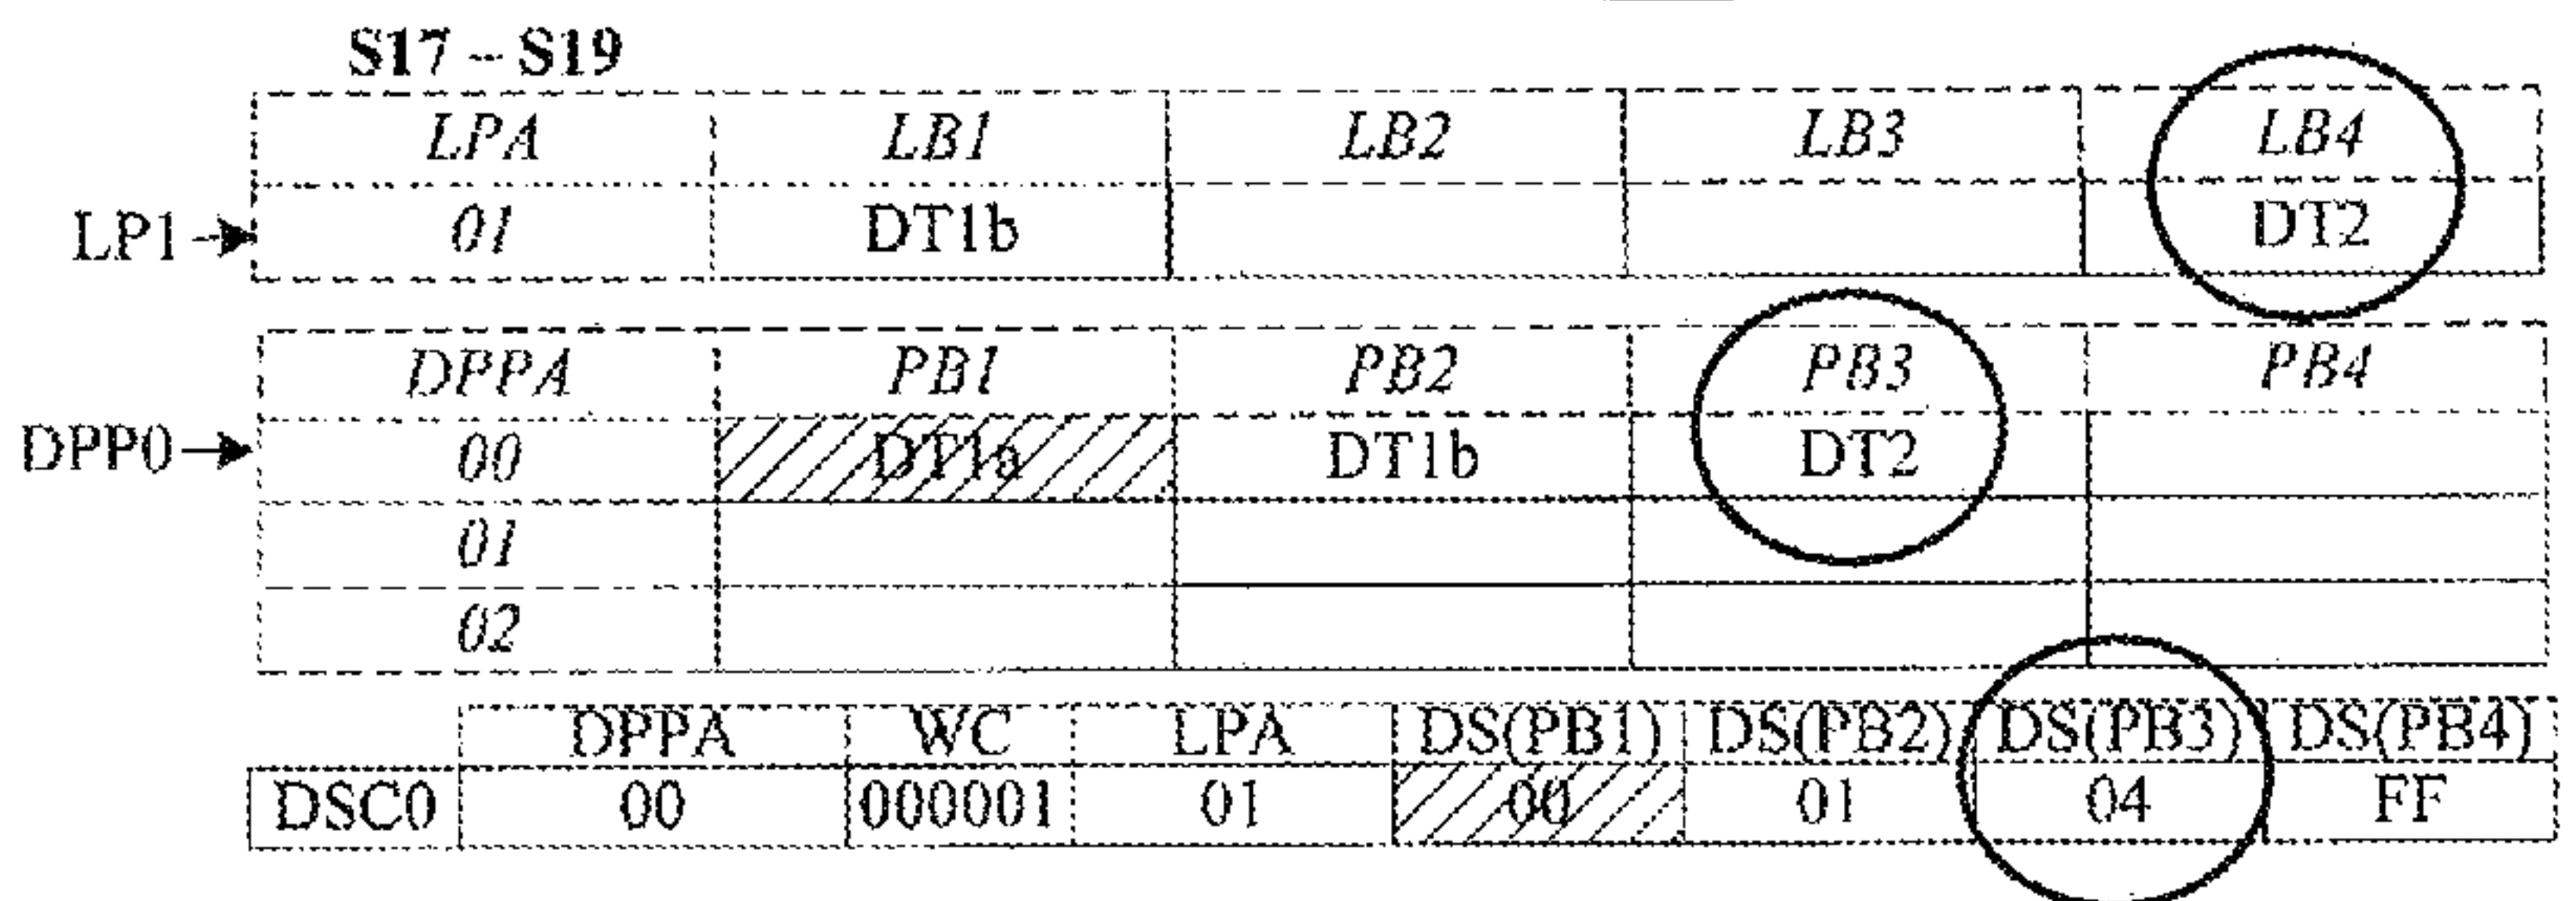 S17 – S19
LPA LB1 LB2 LB3 LB4
LP1 01 DT1b DT2
DPPA PB1 PB2 PB3 PB4
DPP0 00 DT1b DT2
01
02
DPPA WC LPA DS(PB1) DS(PB2) DS(PB3) DS(PB4)
DSC0 00 000001 01 00 01 04 FF